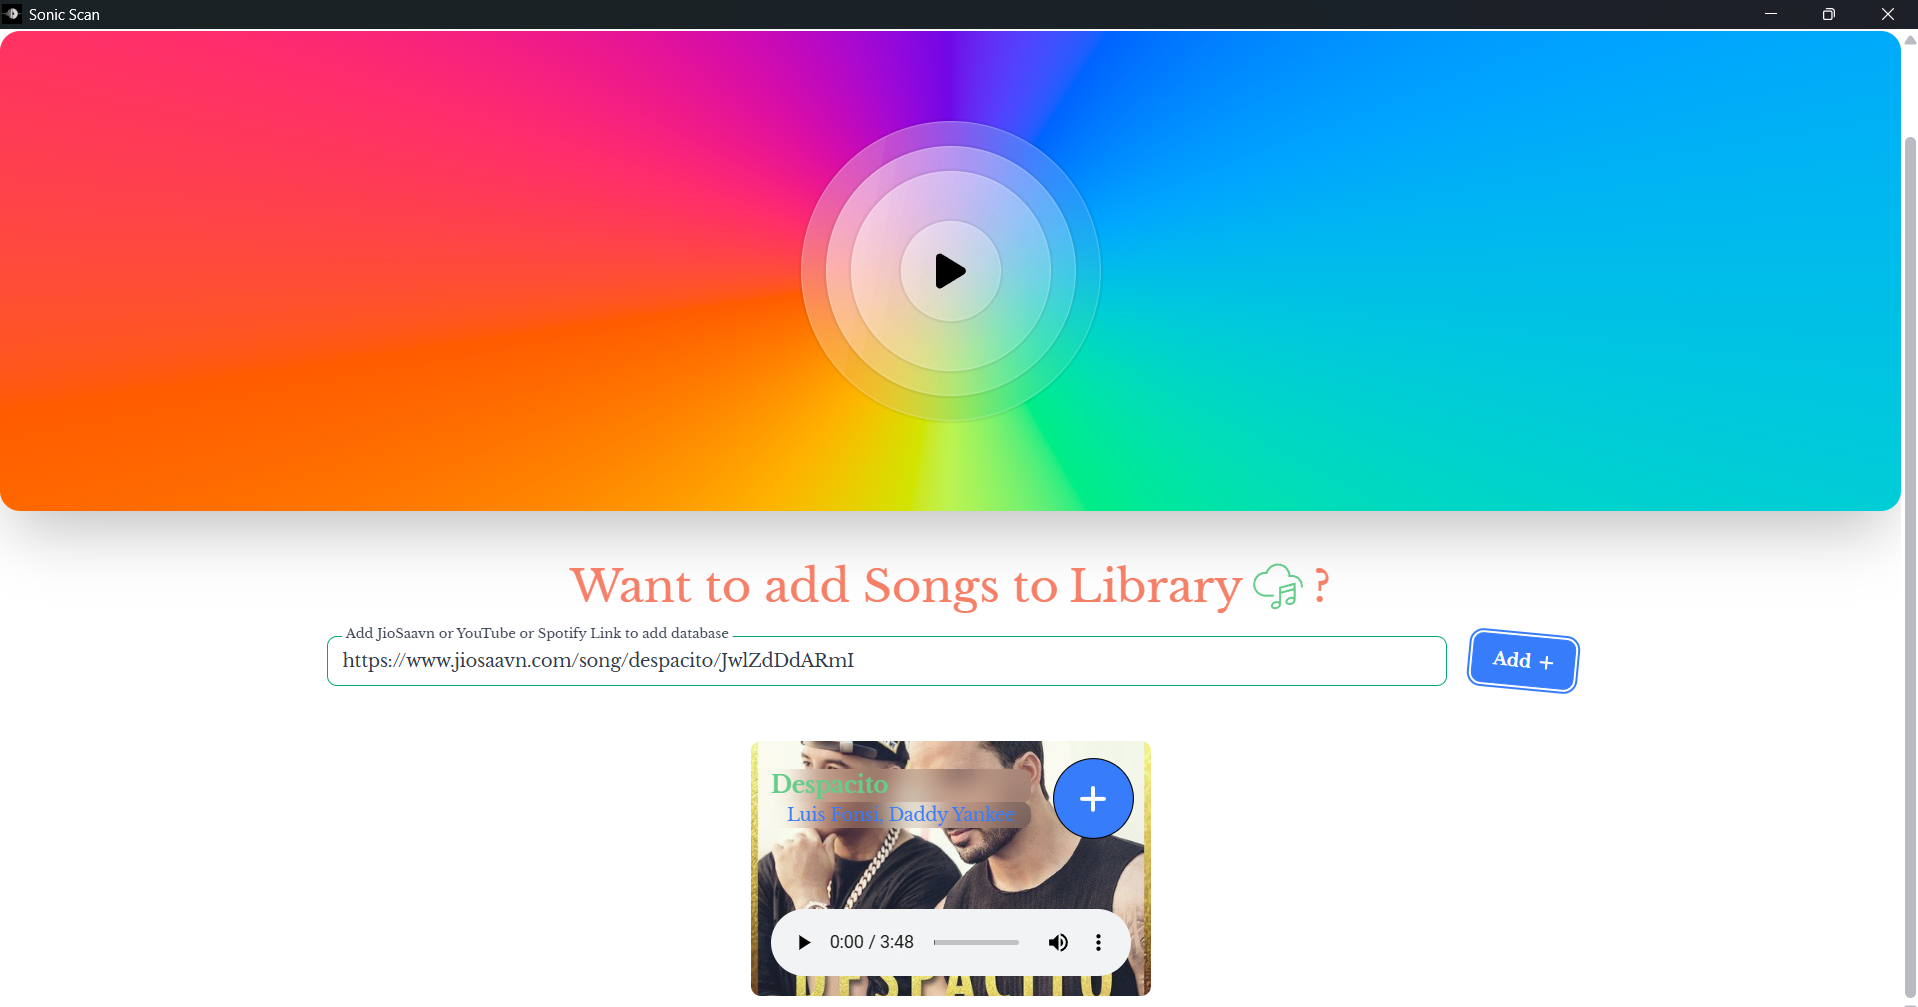 Sonic Scan
Want to add Songs to Library ?
Add JioSaavn or YouTube or Spotify Link to add database
https://www.jiosaavn.com/song/despacito/JwlZdDdARmI
Add +
Despacito
Luis Fonsi, Daddy Yankee
0:00 / 3:48
DESPACITO